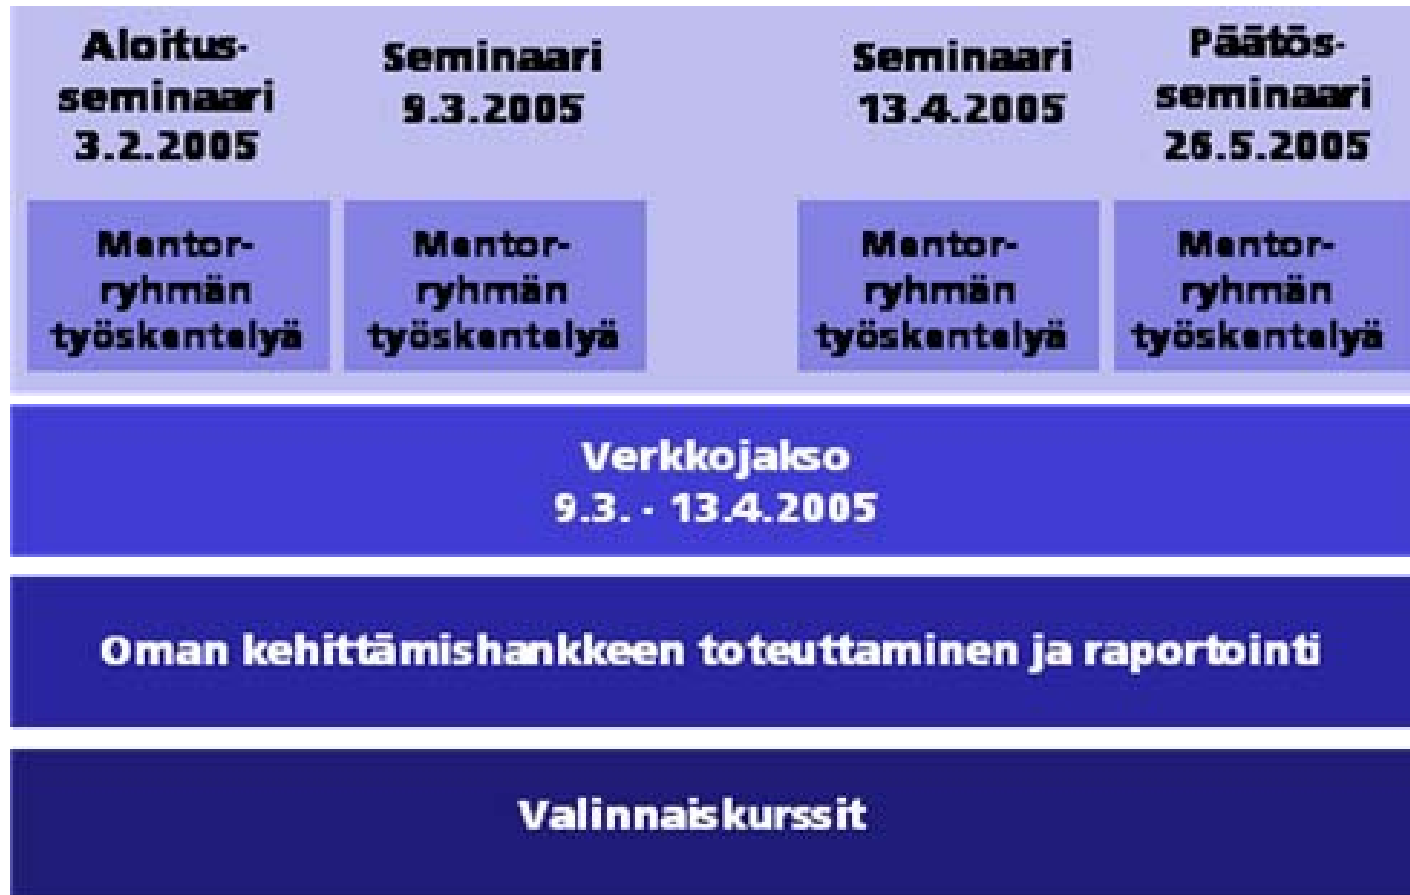 Aloitus-
seminaari
3.2.2005
Seminaari
9.3.2005
Seminaari
13.4.2005
Päätös-
seminaari
26.5.2005
Mentor-
ryhmän
työskentelyä
Mentor-
ryhmän
työskentelyä
Mentor-
ryhmän
työskentelyä
Mentor-
ryhmän
työskentelyä
Verkkojakso
9.3. - 13.4.2005
Oman kehittämishankkeen toteuttaminen ja raportointi
Valinnaiskurssit